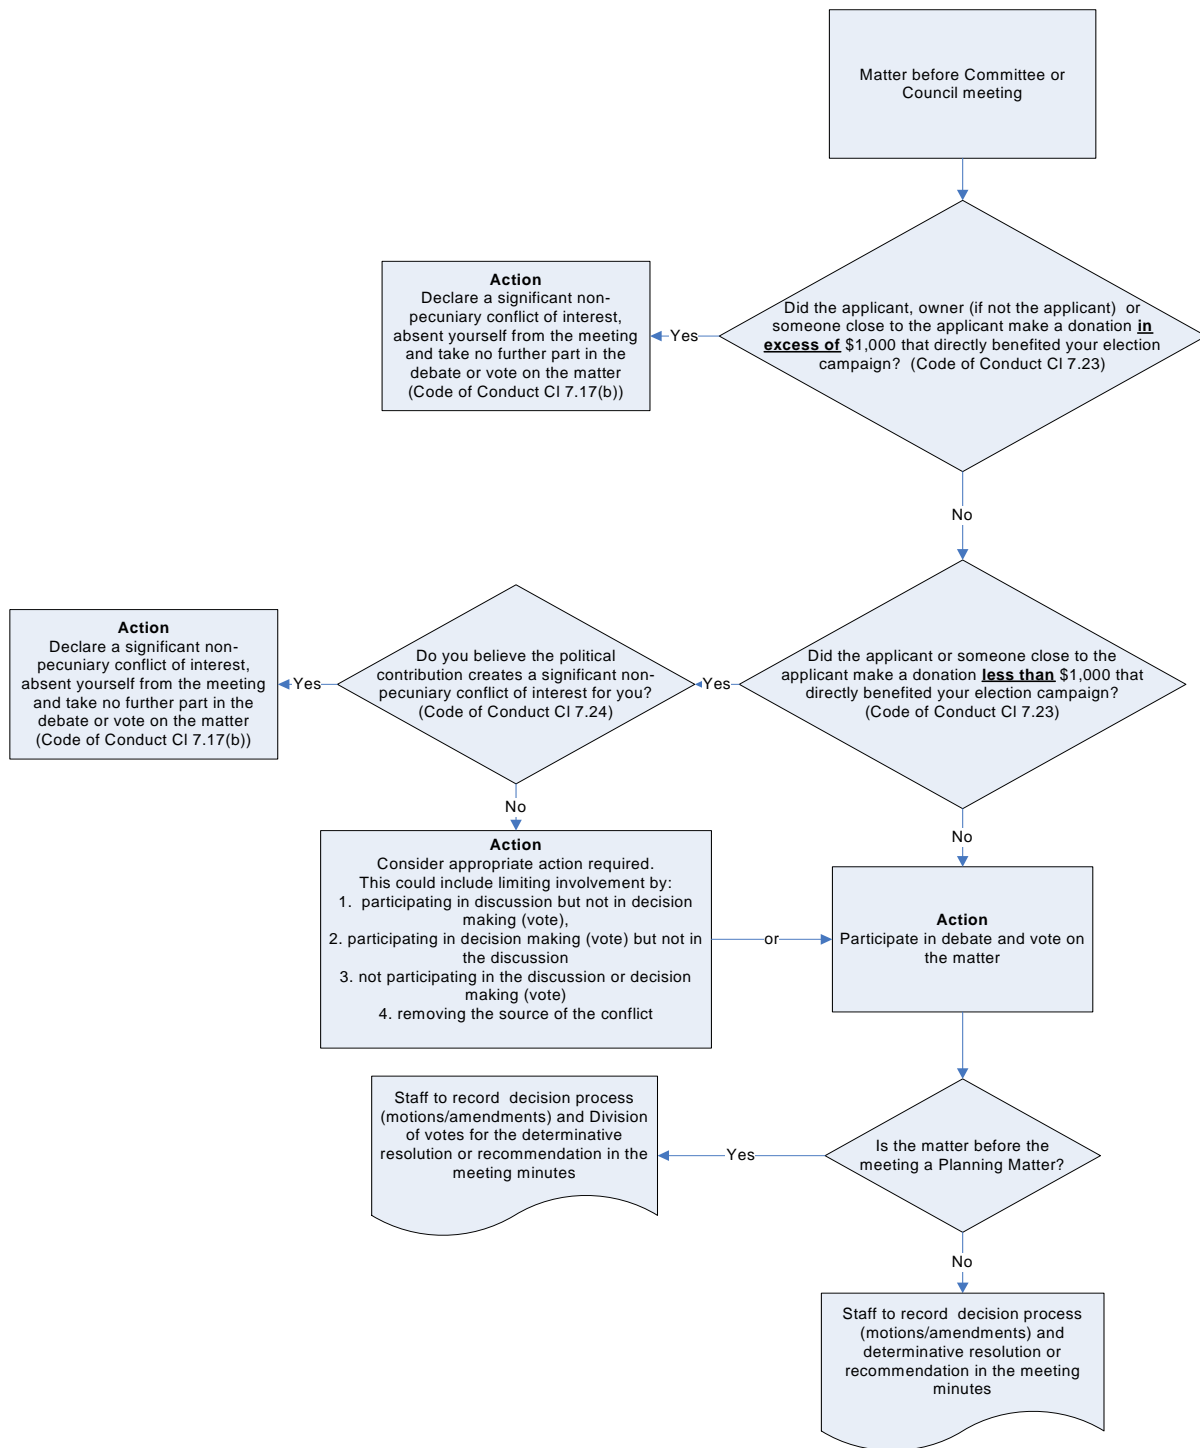 Matter before Committee or
Council meeting
Did the applicant, owner (if not the applicant)  or
someone close to the applicant make a donation in
excess of $1,000 that directly benefited your election
campaign?  (Code of Conduct Cl 7.23)
Yes
Action
Declare a significant non-
pecuniary conflict of interest,
absent yourself from the meeting
and take no further part in the
debate or vote on the matter
(Code of Conduct Cl 7.17(b))
No
Did the applicant or someone close to the
applicant make a donation less than $1,000 that
directly benefited your election campaign?
(Code of Conduct Cl 7.23)
Yes
Do you believe the political
contribution creates a significant non-
pecuniary conflict of interest for you?
(Code of Conduct Cl 7.24)
Yes
Action
Declare a significant non-
pecuniary conflict of interest,
absent yourself from the meeting
and take no further part in the
debate or vote on the matter
(Code of Conduct Cl 7.17(b))
No
Action
Consider appropriate action required.
This could include limiting involvement by:
1.  participating in discussion but not in decision
making (vote),
2. participating in decision making (vote) but not in
the discussion
3. not participating in the discussion or decision
making (vote)
4. removing the source of the conflict
or
No
Action
Participate in debate and vote on
the matter
Is the matter before the
meeting a Planning Matter?
Yes
Staff to record  decision process
(motions/amendments) and Division
of votes for the determinative
resolution or recommendation in the
meeting minutes
No
Staff to record  decision process
(motions/amendments) and
determinative resolution or
recommendation in the meeting
minutes